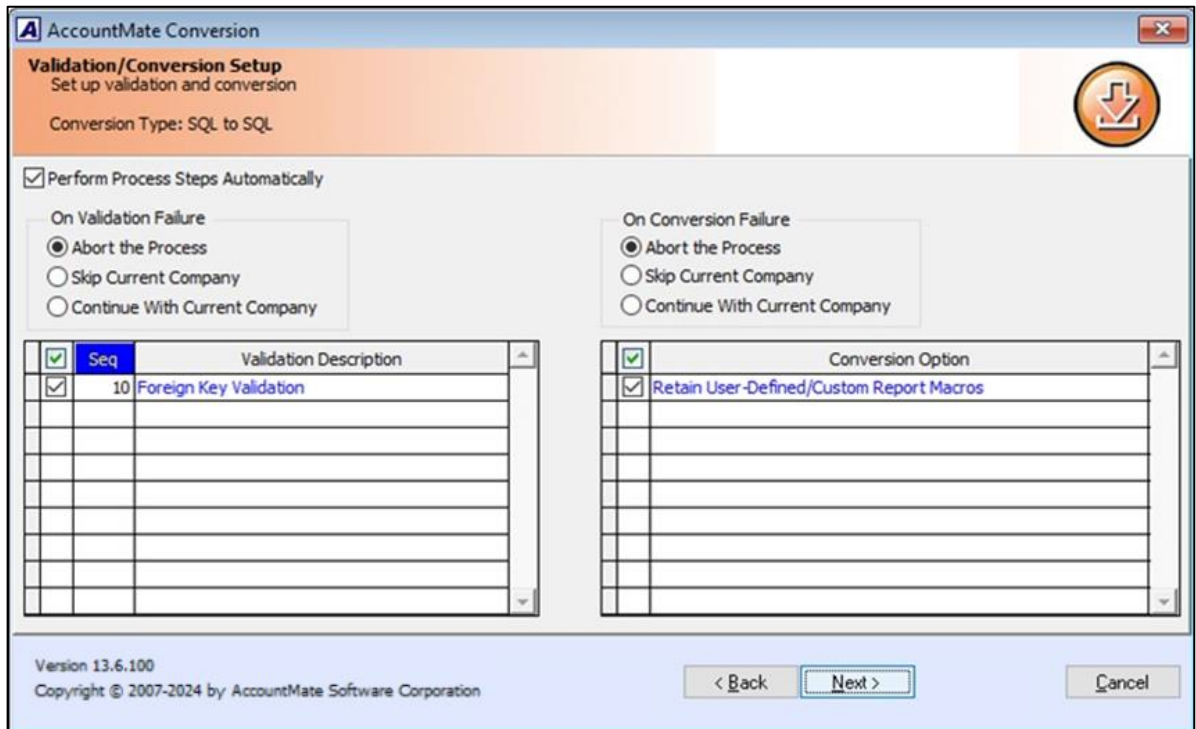 AccountMate Conversion
Validation/Conversion Setup
Set up validation and conversion
Conversion Type: SQL to SQL
Perform Process Steps Automatically
On Validation Failure
Abort the Process
Skip Current Company
Continue With Current Company
On Conversion Failure
Abort the Process
Skip Current Company
Continue With Current Company
Seq Validation Description
10 Foreign Key Validation
Conversion Option
Retain User-Defined/Custom Report Macros
Version 13.6.100
Copyright © 2007-2024 by AccountMate Software Corporation
< Back Next > Cancel